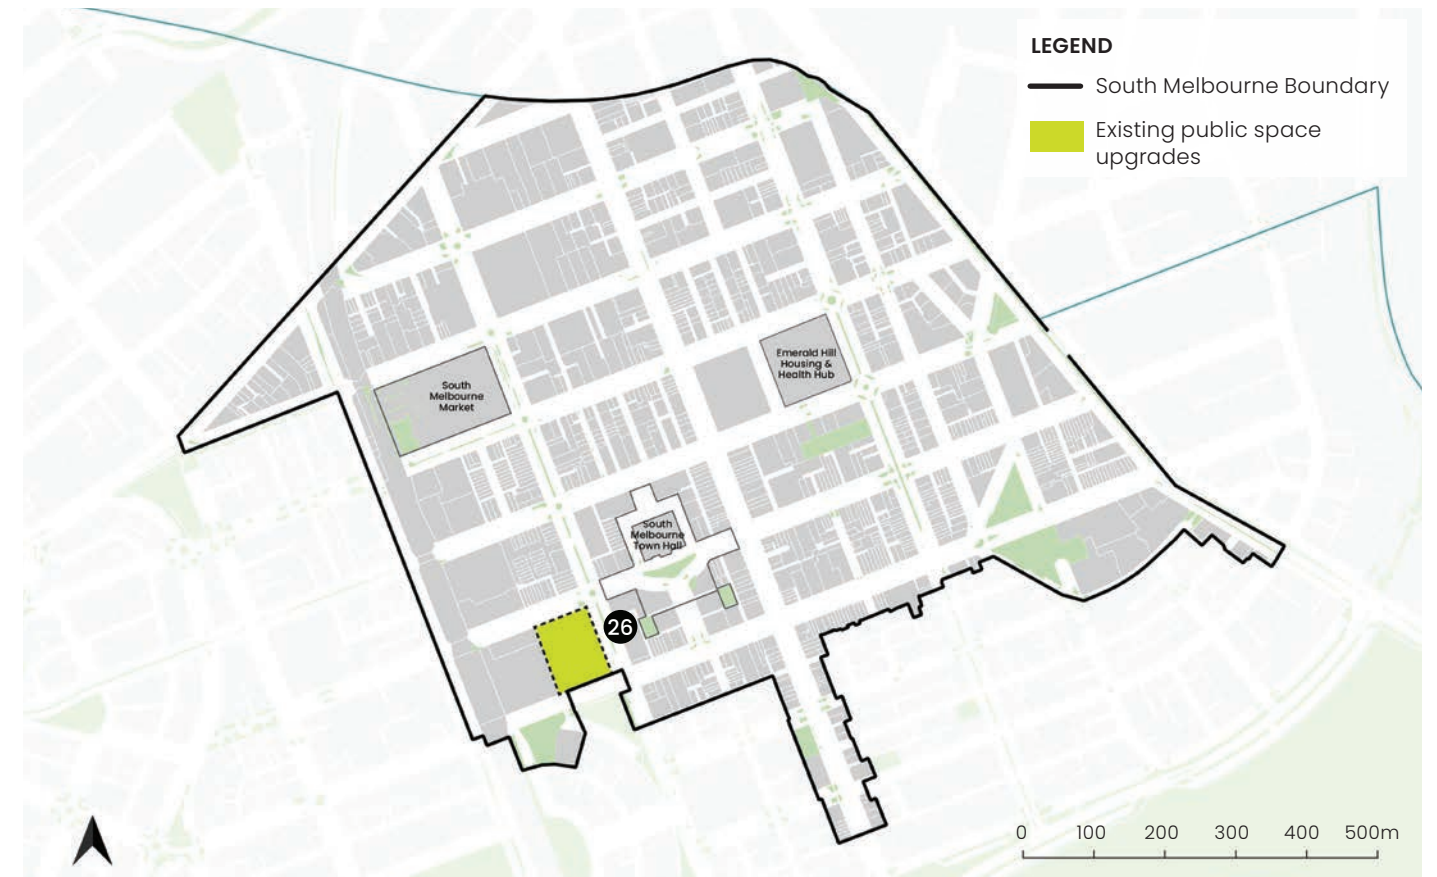 LEGEND
South Melbourne Boundary
Existing public space
upgrades
Emerald Hill
Housing &
Health Hub
South
Melbourne
Market
South
Melbourne
Town Hall
26
0 100 200 300 400 500m